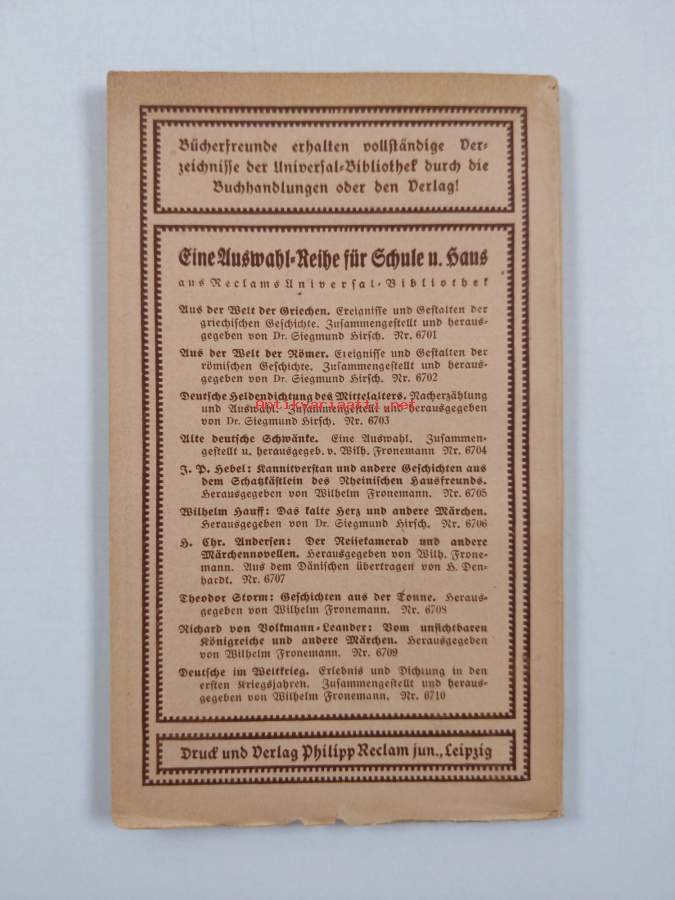 Bücherfreunde erhalten vollständige Ver-
zeichnisse der Universal-Bibliothek durch die
Buchhandlungen oder den Verlag!
Eine Auswahl-Reihe für Schule u. Haus
aus Reclams Universal-Bibliothek
Aus der Welt der Griechen. Ereignisse und Gestalten der
griechischen Geschichte. Zusammengestellt und heraus-
gegeben von Dr. Siegmund Hirsch. Nr. 6701
Aus der Welt der Römer. Ereignisse und Gestalten der
römischen Geschichte. Zusammengestellt und heraus-
gegeben von Dr. Siegmund Hirsch. Nr. 6702
Deutsche Heldendichtung des Mittelalters. Nacherzählung
antikvariaatti.net
und Auswahl. Zusammengestellt und herausgegeben
von Dr. Siegmund Hirsch. Nr. 6703
Alte deutsche Schwänke. Eine Auswahl. Zusammen-
gestellt u. herausgegeb. v. Wilh. Fronemann Nr. 6704
J. P. Hebel: Kannitverstan und andere Geschichten aus
dem Schatzkästlein des Rheinischen Hausfreunds.
Herausgegeben von Wilhelm Fronemann. Nr. 6705
Wilhelm Hauff: Das kalte Herz und andere Märchen.
Herausgegeben von Dr. Siegmund Hirsch. Nr. 6706
H. Chr. Andersen: Der Reisekamerad und andere
Märchennovellen. Herausgegeben von Wilh. Frone-
mann. Aus dem Dänischen übertragen von H. Den-
hardt. Nr. 6707
Theodor Storm: Geschichten aus der Tonne. Heraus-
gegeben von Wilhelm Fronemann. Nr. 6708
Richard von Volkmann-Leander: Vom unsichtbaren
Königreiche und andere Märchen. Herausgegeben
von Wilhelm Fronemann. Nr. 6709
Deutsche im Weltkrieg. Erlebnis und Dichtung in den
ersten Kriegsjahren. Zusammengestellt und heraus-
gegeben von Wilhelm Fronemann. Nr. 6710
Druck und Verlag Philipp Reclam jun., Leipzig